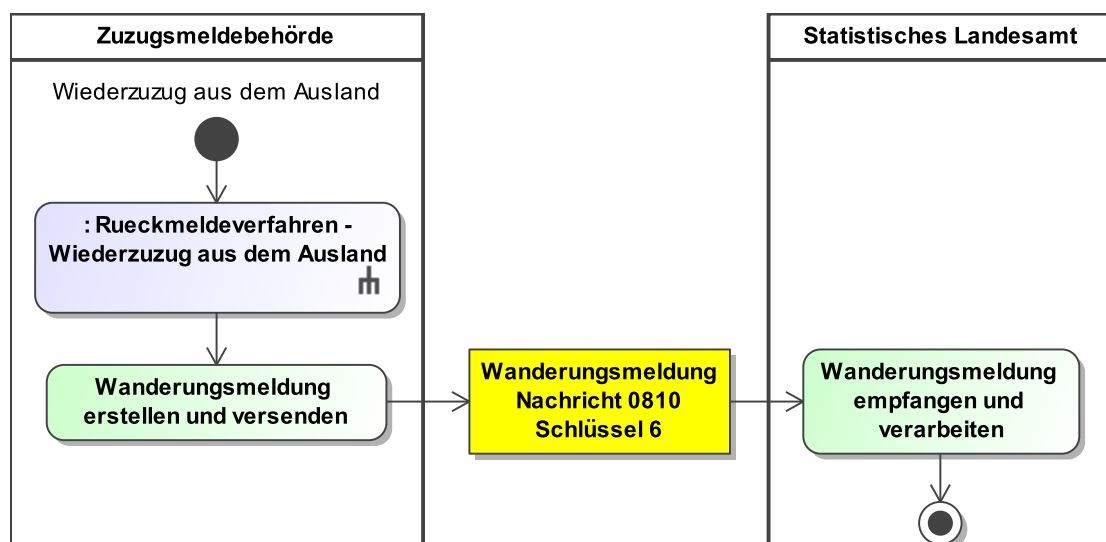 Zuzugsmeldebehörde
Statistisches Landesamt
Wiederzuzug aus dem Ausland
: Rueckmeldeverfahren -
Wiederzuzug aus dem Ausland
Wanderungsmeldung
erstellen und versenden
Wanderungsmeldung
Nachricht 0810
Schlüssel 6
Wanderungsmeldung
empfangen und
verarbeiten